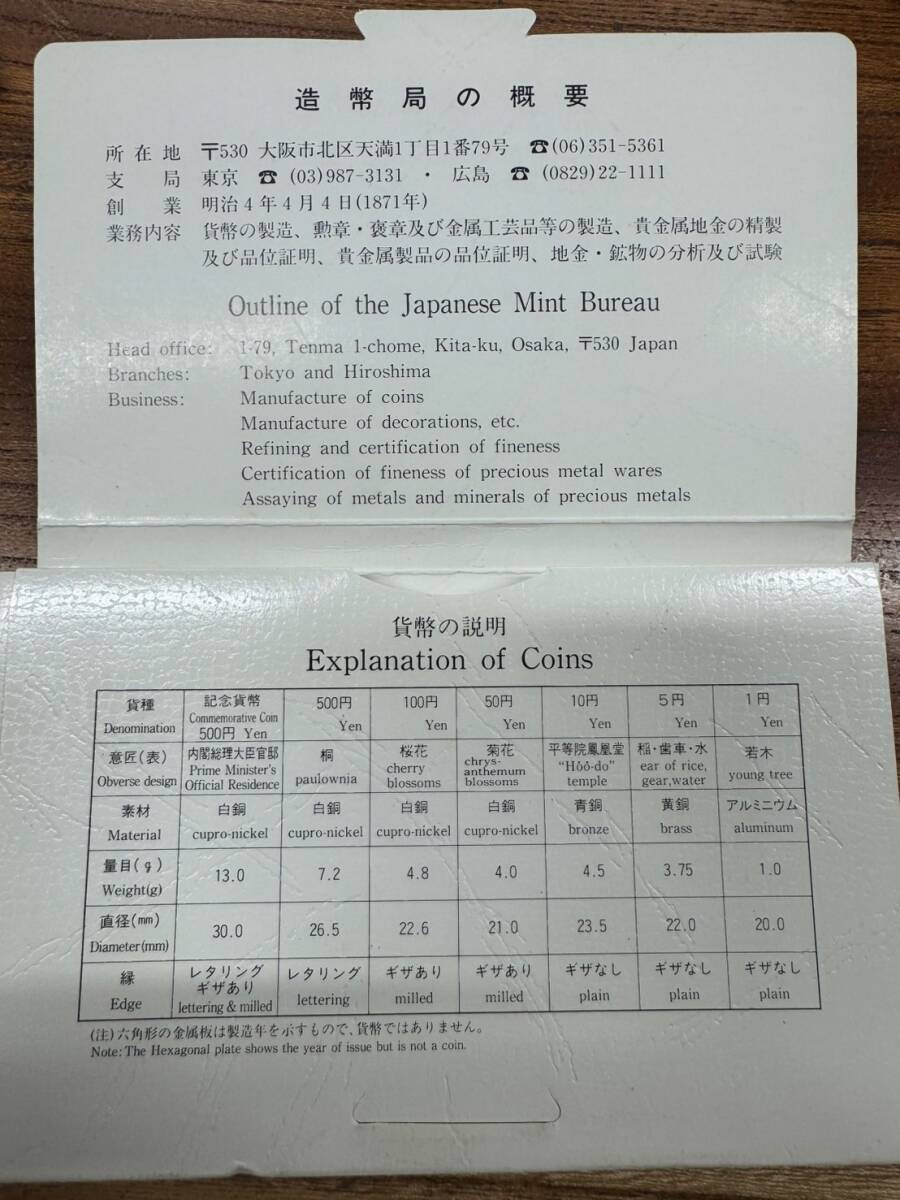 造幣局の概要
所在地 〒530 大阪市北区天満1丁目1番79号 ☎(06)351-5361
支局 東京 ☎ (03)987-3131 ・ 広島 ☎ (0829)22-1111
創業 明治4年4月4日(1871年)
業務内容 貨幣の製造、勲章・褒章及び金属工芸品等の製造、貴金属地金の精製
及び品位証明、貴金属製品の品位証明、地金・鉱物の分析及び試験
Outline of the Japanese Mint Bureau
Head office: 1-79, Tenma 1-chome, Kita-ku, Osaka, 〒530 Japan
Branches: Tokyo and Hiroshima
Business: Manufacture of coins
Manufacture of decorations, etc.
Refining and certification of fineness
Certification of fineness of precious metal wares
Assaying of metals and minerals of precious metals
貨幣の説明
Explanation of Coins
貨種 記念貨幣 500円 100円 50円 10円 5円 1円
Denomination Commemorative Coin 500円 Yen Yen Yen Yen Yen Yen Yen
意匠(表) 内閣総理大臣官邸 桐 桜花 菊花 平等院鳳凰堂 稲・歯車・水 若木
Obverse design Prime Minister's Official Residence paulownia cherry blossoms chrys-anthemum blossoms "Hôô-do" temple ear of rice, gear,water young tree
素材 白銅 白銅 白銅 白銅 青銅 黄銅 アルミニウム
Material cupro-nickel cupro-nickel cupro-nickel cupro-nickel bronze brass aluminum
量目(g) 13.0 7.2 4.8 4.0 4.5 3.75 1.0
Weight(g)
直径(mm) 30.0 26.5 22.6 21.0 23.5 22.0 20.0
Diameter(mm)
縁 レタリング ギザあり レタリング ギザあり ギザあり ギザなし ギザなし ギザなし
Edge lettering & milled lettering milled milled plain plain plain
(注)六角形の金属板は製造年を示すもので、貨幣ではありません。
Note: The Hexagonal plate shows the year of issue but is not a coin.